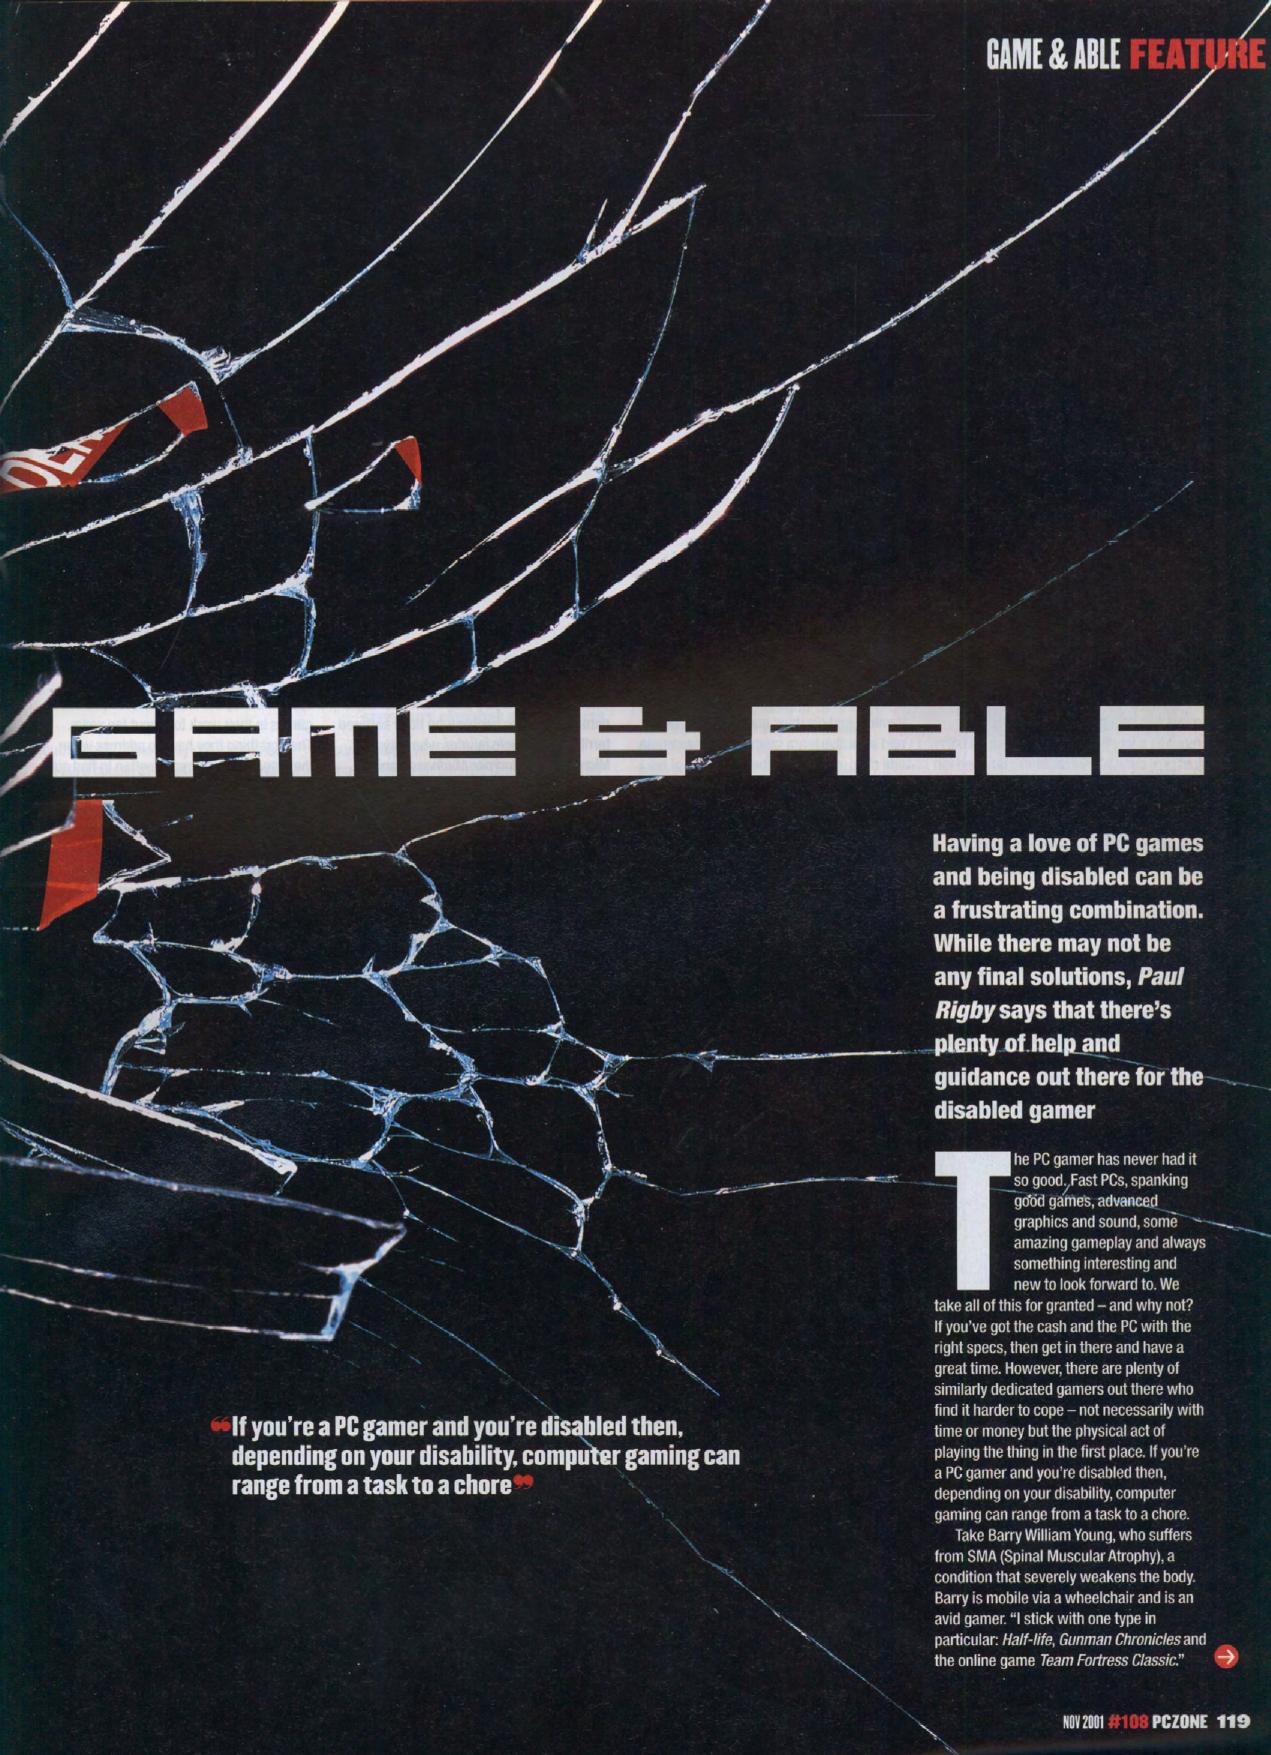 GAME & ABLE FEATURE
GAME & ABLE
Having a love of PC games
and being disabled can be
a frustrating combination.
While there may not be
any final solutions, Paul
Rigby says that there's
plenty of help and
guidance out there for the
disabled gamer
The PC gamer has never had it
so good. Fast PCs, spanking
good games, advanced
graphics and sound, some
amazing gameplay and always
something interesting and
new to look forward to. We
take all of this for granted – and why not?
If you've got the cash and the PC with the
right specs, then get in there and have a
great time. However, there are plenty of
similarly dedicated gamers out there who
find it harder to cope – not necessarily with
time or money but the physical act of
playing the thing in the first place. If you're
a PC gamer and you're disabled then,
depending on your disability, computer
gaming can range from a task to a chore.
Take Barry William Young, who suffers
from SMA (Spinal Muscular Atrophy), a
condition that severely weakens the body.
Barry is mobile via a wheelchair and is an
avid gamer. “I stick with one type in
particular: Half-life, Gunman Chronicles and
the online game Team Fortress Classic.”
“If you're a PC gamer and you're disabled then,
depending on your disability, computer gaming can
range from a task to a chore”
NOV 2001 #108 PCZONE 119